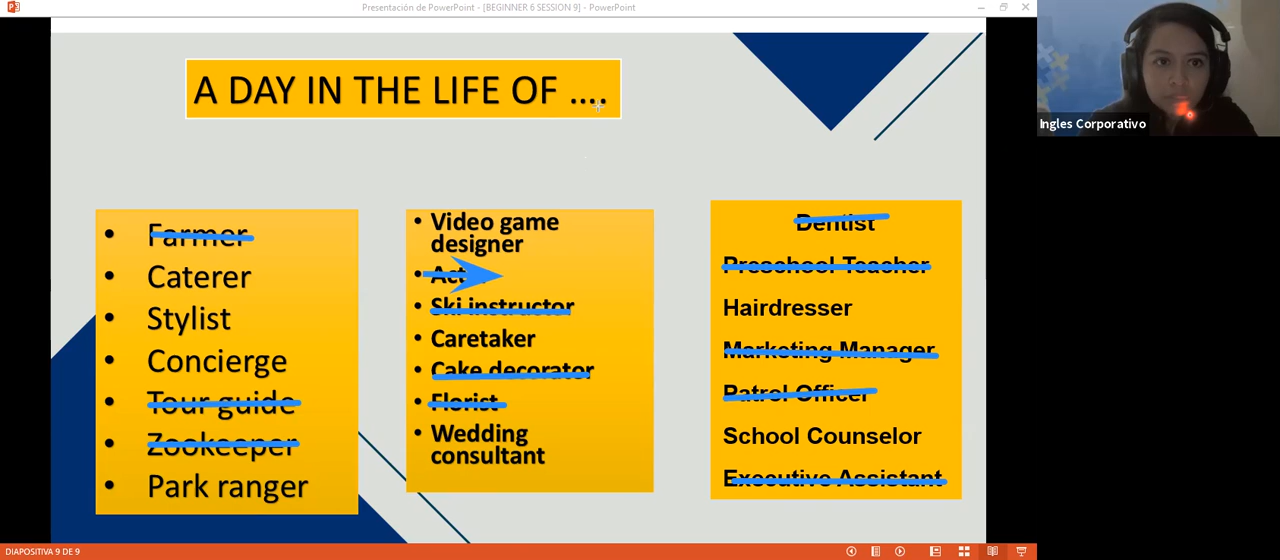 Presentación de PowerPoint - [BEGINNER 6 SESSION 9] - PowerPoint
A DAY IN THE LIFE OF ....
Ingles Corporativo
• Farmer
• Caterer
• Stylist
• Concierge
• Tour guide
• Zookeeper
• Park ranger
• Video game
designer
• Ski instructor
• Caretaker
• Cake decorator
• Florist
• Wedding
consultant
Dentist
Preschool Teacher
Hairdresser
Marketing Manager
Patrol Officer
School Counselor
Executive Assistant
DIAPOSITIVA 9 DE 9